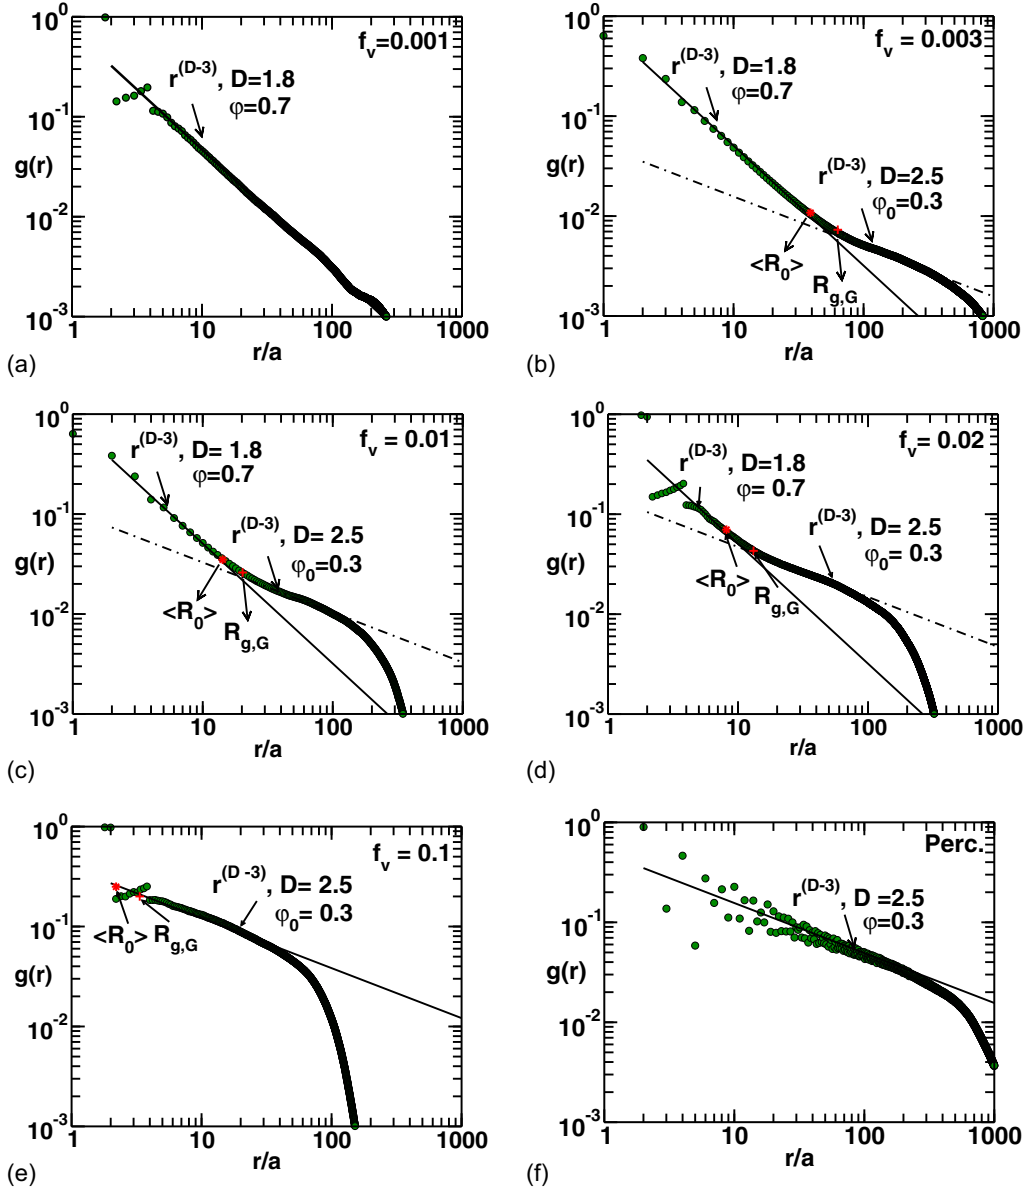 10^0
10^-1
g(r)
10^-2
10^-3
f_v=0.001
r^(D-3), D=1.8
φ=0.7
1 10 100 1000
r/a
(a)
10^0
10^-1
g(r)
10^-2
10^-3
f_v = 0.003
r^(D-3), D=1.8
φ=0.7
r^(D-3), D=2.5
φ_0=0.3
<R_0>
R_g,G
1 10 100 1000
r/a
(b)
10^0
10^-1
g(r)
10^-2
10^-3
f_v = 0.01
r^(D-3), D= 1.8
φ=0.7
r^(D-3), D= 2.5
φ_0=0.3
<R_0>
R_g,G
1 10 100 1000
r/a
(c)
10^0
10^-1
g(r)
10^-2
10^-3
f_v = 0.02
r^(D-3), D=1.8
φ= 0.7
r^(D-3), D= 2.5
φ_0= 0.3
<R_0>
R_g,G
1 10 100 1000
r/a
(d)
10^0
10^-1
g(r)
10^-2
10^-3
f_v = 0.1
r^(D -3), D= 2.5
φ_0= 0.3
<R_0> R_g,G
1 10 100 1000
r/a
(e)
10^0
10^-1
g(r)
10^-2
10^-3
Perc.
r^(D-3), D=2.5
φ=0.3
1 10 100 1000
r/a
(f)